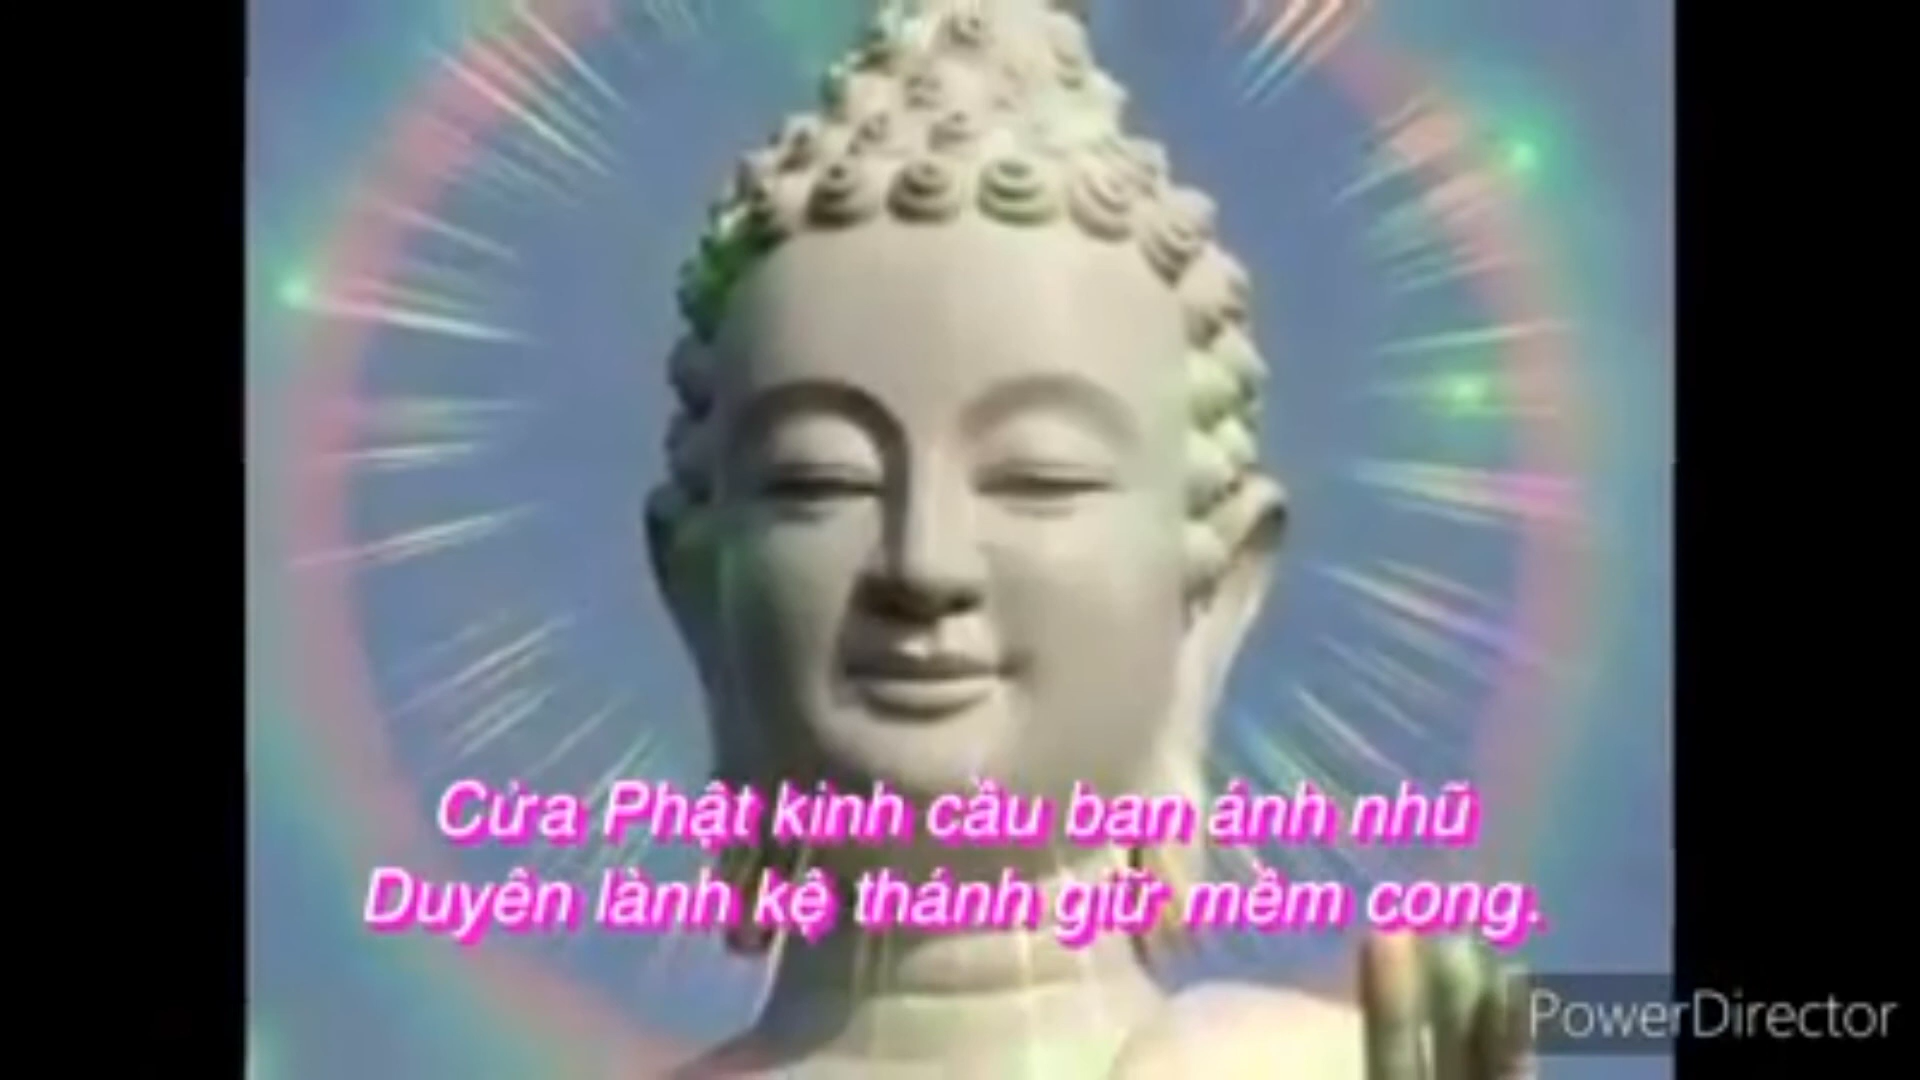 Cửa Phật kinh cầu bạn ánh nhũ
Duyên lành kệ thánh giữ mềm cong.
PowerDirector